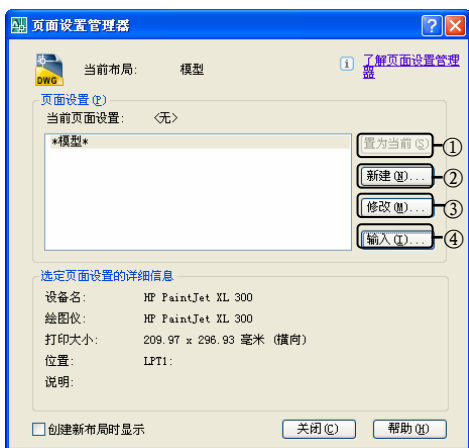 页面设置管理器
DWG
当前布局: 模型
i 了解页面设置管理器
页面设置(P)
当前页面设置: <无>
*模型*
置为当前(S) ①
新建(N)... ②
修改(M)... ③
输入(I)... ④
选定页面设置的详细信息
设备名: HP PaintJet XL 300
绘图仪: HP PaintJet XL 300
打印大小: 209.97 x 296.93 毫米 (横向)
位置: LPT1:
说明:
创建新布局时显示
关闭(C)
帮助(H)